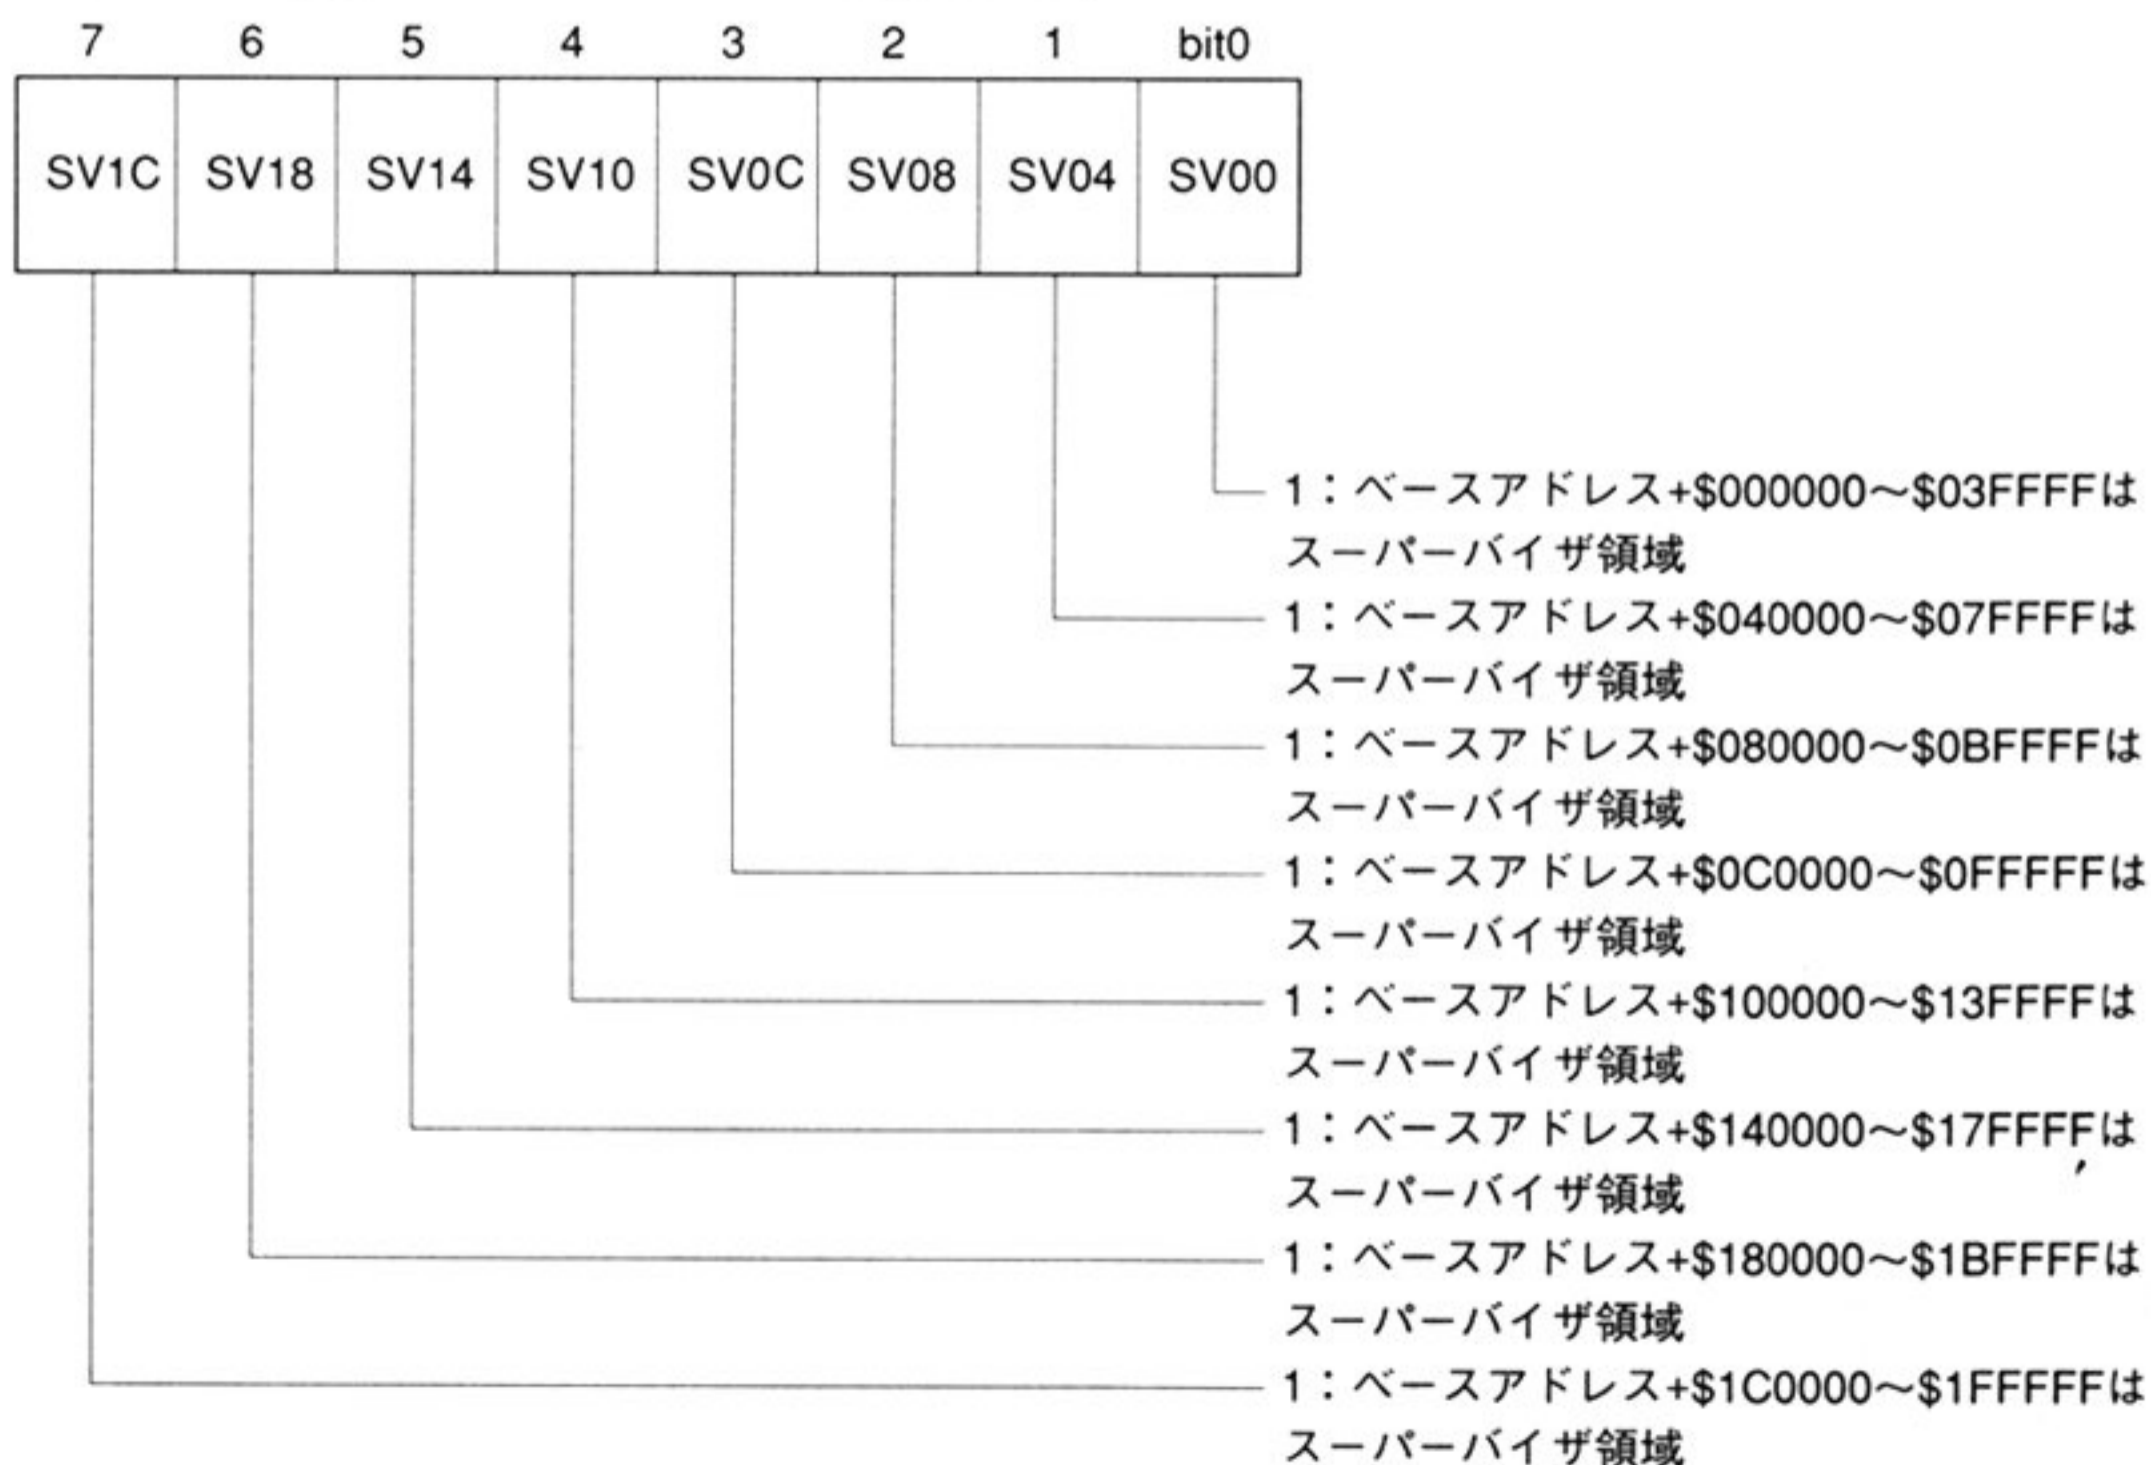 7 6 5 4 3 2 1 bit0
SV1C SV18 SV14 SV10 SV0C SV08 SV04 SV00
1：ベースアドレス+$000000～$03FFFFは
スーパーバイザ領域
1：ベースアドレス+$040000～$07FFFFは
スーパーバイザ領域
1：ベースアドレス+$080000～$0BFFFFは
スーパーバイザ領域
1：ベースアドレス+$0C0000～$0FFFFFは
スーパーバイザ領域
1：ベースアドレス+$100000～$13FFFFは
スーパーバイザ領域
1：ベースアドレス+$140000～$17FFFFは
スーパーバイザ領域
1：ベースアドレス+$180000～$1BFFFFは
スーパーバイザ領域
1：ベースアドレス+$1C0000～$1FFFFFは
スーパーバイザ領域